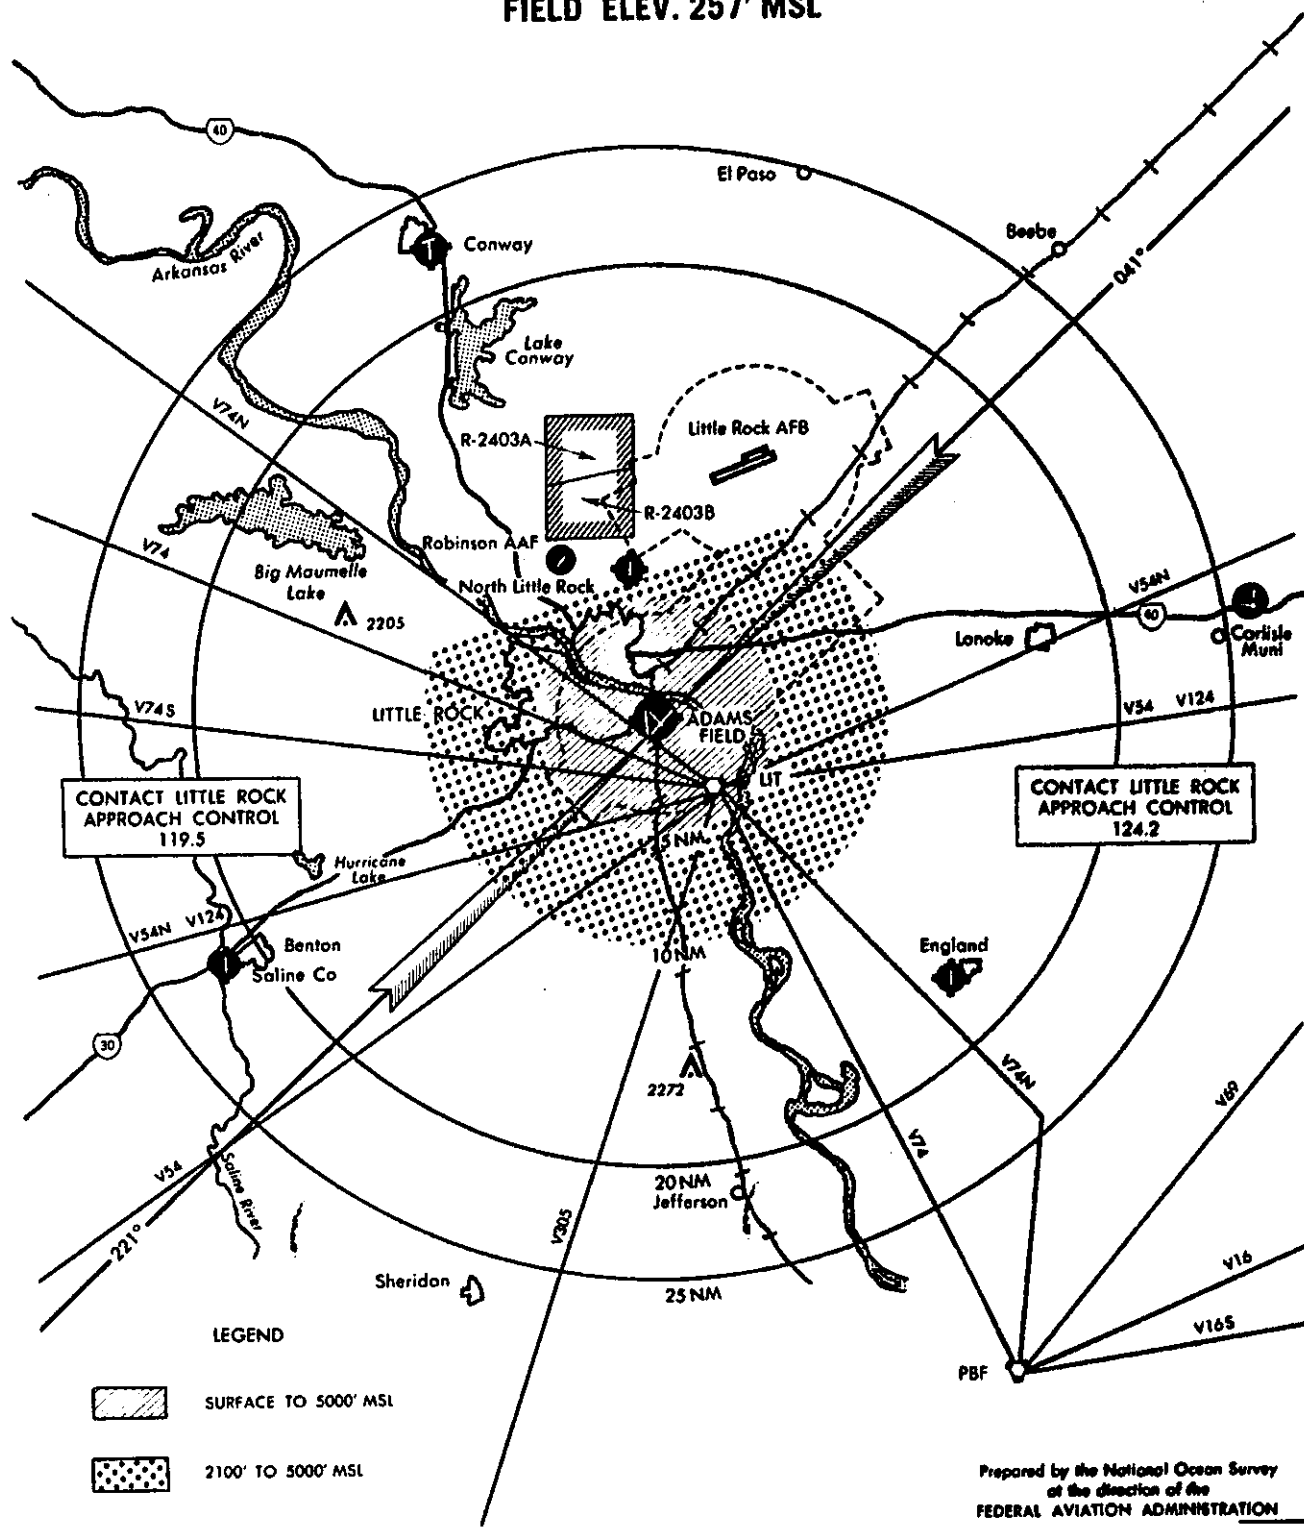 FIELD ELEV. 257' MSL
40
El Paso
Beebe
Arkansas River
Conway
041°
Lake
Conway
V74N
R-2403A
Little Rock AFB
R-2403B
V74
Robinson AAF
Big Maumelle
Lake
North Little Rock
2205
V54N
40
Lonoke
Carlisle
Muni
V74S
LITTLE ROCK
ADAMS
FIELD
V54 V124
LIT
CONTACT LITTLE ROCK
APPROACH CONTROL
119.5
CONTACT LITTLE ROCK
APPROACH CONTROL
124.2
5 NM
Hurricane
Lake
V54N V124
Benton
Saline Co
10 NM
England
30
2272
V74N
V69
V54
Saline River
V74
20 NM
Jefferson
221°
V305
Sheridan
25 NM
V16
V16S
PBF
LEGEND
SURFACE TO 5000' MSL
2100' TO 5000' MSL
Prepared by the National Ocean Survey
at the direction of the
FEDERAL AVIATION ADMINISTRATION